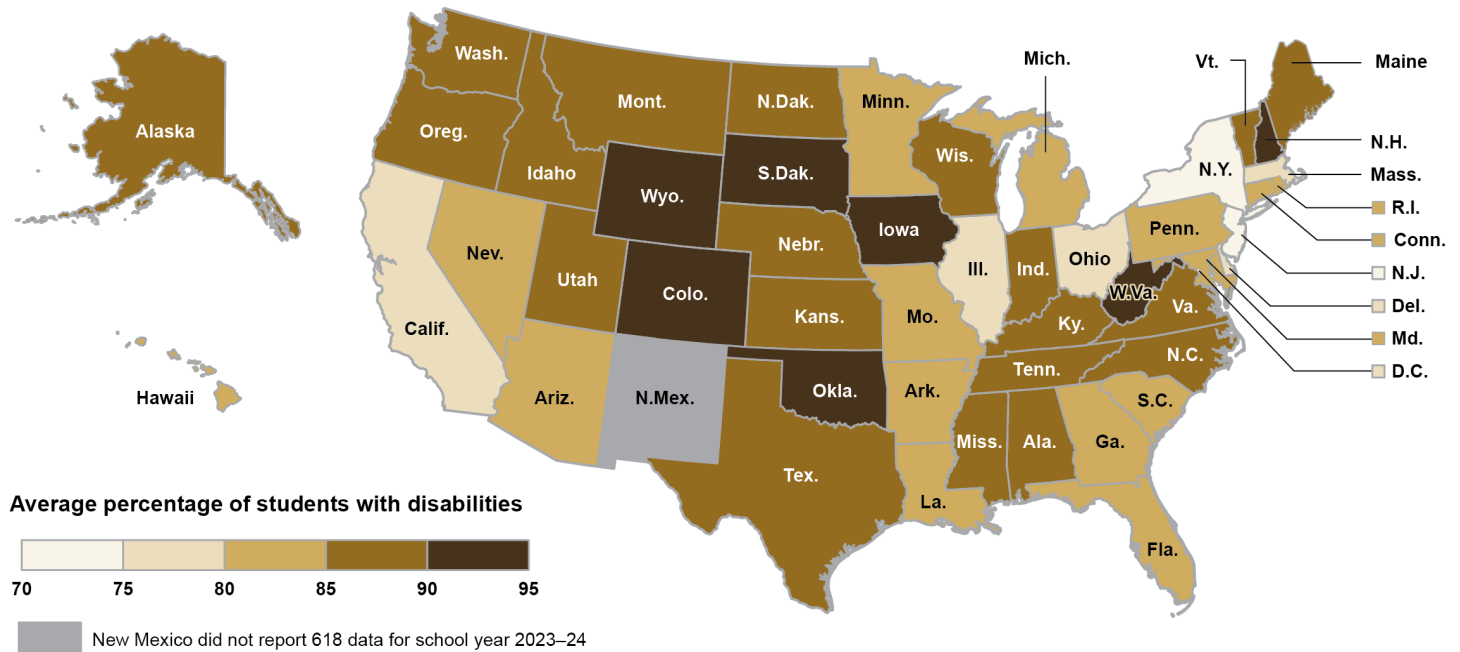 Mich.
Vt.
Maine
Wash.
Mont.
N.Dak.
Minn.
Alaska
Oreg.
N.H.
Wis.
Idaho
S.Dak.
N.Y.
Mass.
Wyo.
R.I.
Iowa
Penn.
Conn.
Nebr.
Nev.
Ohio
Ill.
Ind.
N.J.
Utah
Colo.
W.Va.
Del.
Va.
Kans.
Mo.
Ky.
Calif.
Md.
N.C.
Tenn.
D.C.
Hawaii
Ariz.
N.Mex.
Okla.
Ark.
S.C.
Miss.
Ala.
Ga.
Tex.
La.
Fla.
Average percentage of students with disabilities
70 75 80 85 90 95
New Mexico did not report 618 data for school year 2023–24